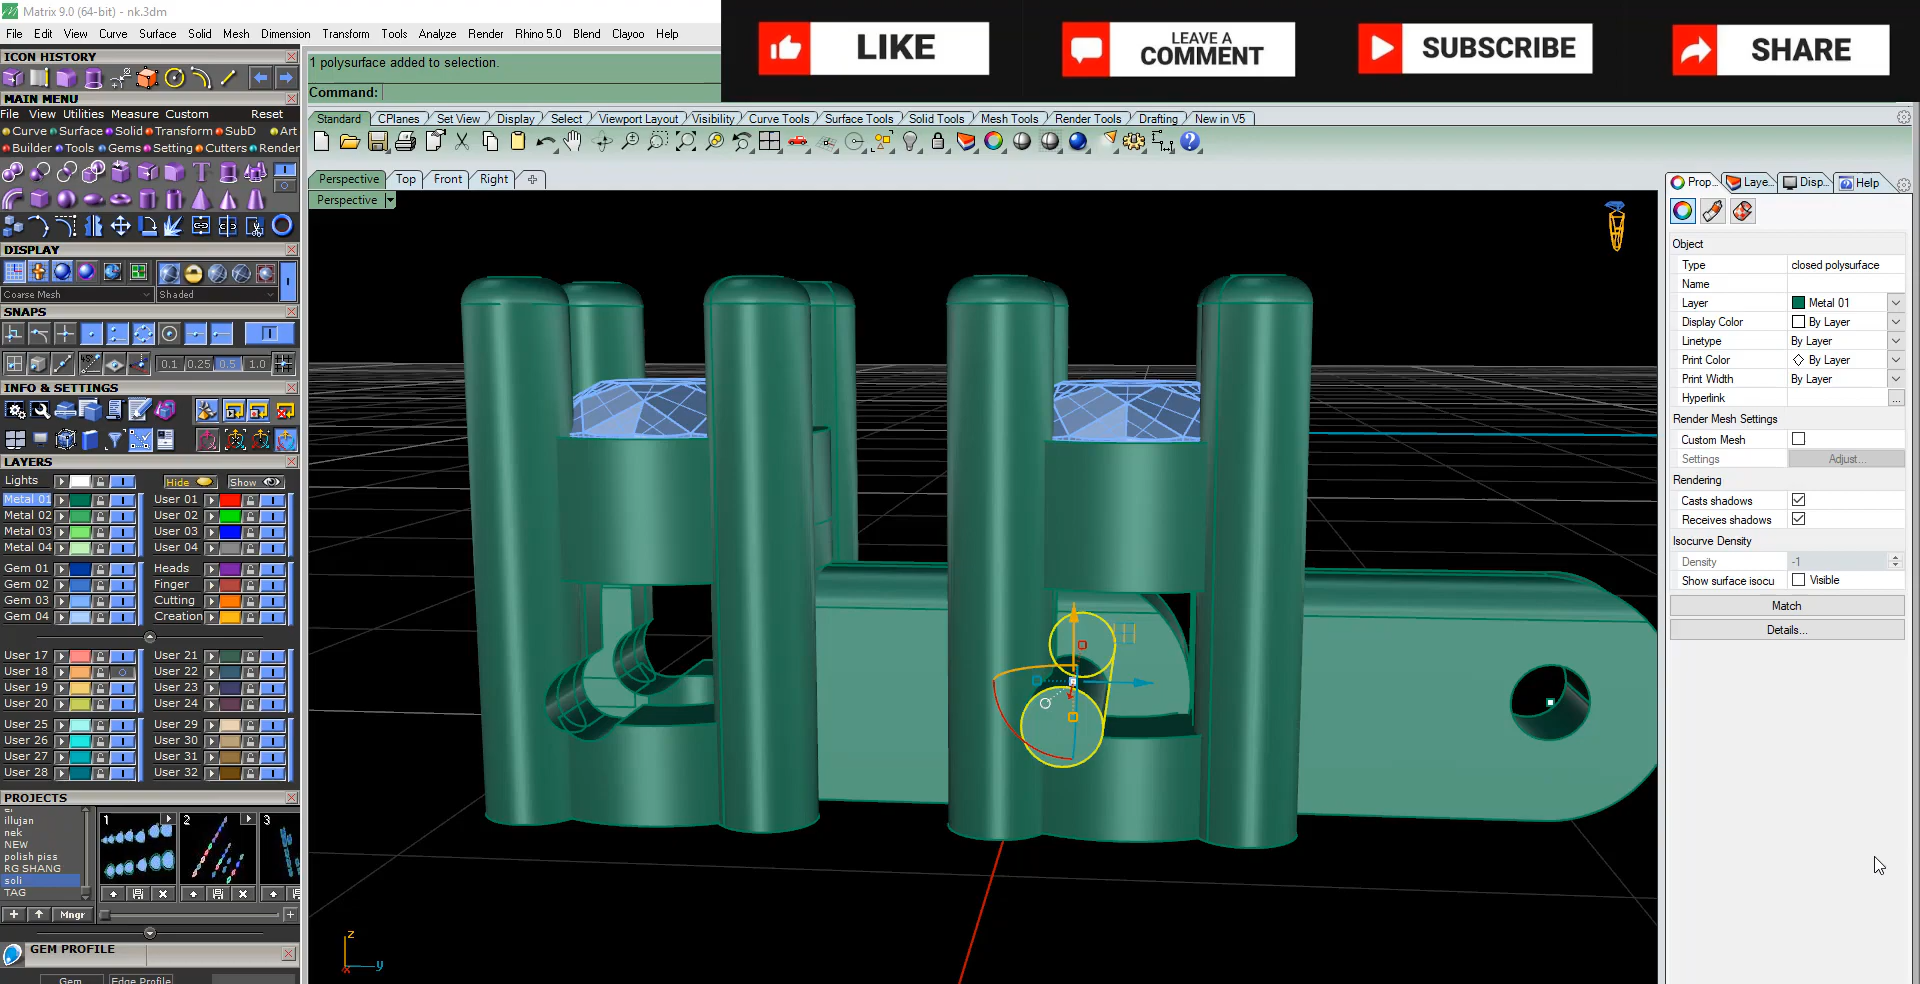 Matrix 9.0 (64-bit) - nk.3dm
File Edit View Curve Surface Solid Mesh Dimension Transform Tools Analyze Render Rhino 5.0 Blend Clayoo Help
LIKE
LEAVE A
COMMENT
SUBSCRIBE
SHARE
ICON HISTORY
1 polysurface added to selection.
Command:
MAIN MENU
File View Utilities Measure Custom Reset
Curve Surface Solid Transform SubD Art
Builder Tools Gems Setting Cutters Render
Standard CPlanes Set View Display Select Viewport Layout Visibility Curve Tools Surface Tools Solid Tools Mesh Tools Render Tools Drafting New in V5
Perspective Top Front Right
Perspective
DISPLAY
Coarse Mesh Shaded
SNAPS
0.1 0.25 0.5 1.0
INFO & SETTINGS
LAYERS
Lights Hide Show
Metal 01 User 01
Metal 02 User 02
Metal 03 User 03
Metal 04 User 04
Gem 01 Heads
Gem 02 Finger
Gem 03 Cutting
Gem 04 Creation
User 17 User 21
User 18 User 22
User 19 User 23
User 20 User 24
User 25 User 29
User 26 User 30
User 27 User 31
User 28 User 32
PROJECTS
illujan
nek
NEW
polish piss
RG SHANG
soli
TAG
1 2 3
Mngr
GEM PROFILE
Gem Edge Profile
z
x y
Prop... Laye... Disp... Help
Object
Type closed polysurface
Name
Layer Metal 01
Display Color By Layer
Linetype By Layer
Print Color By Layer
Print Width By Layer
Hyperlink ...
Render Mesh Settings
Custom Mesh
Settings Adjust...
Rendering
Casts shadows
Receives shadows
Isocurve Density
Density -1
Show surface isocu Visible
Match
Details...